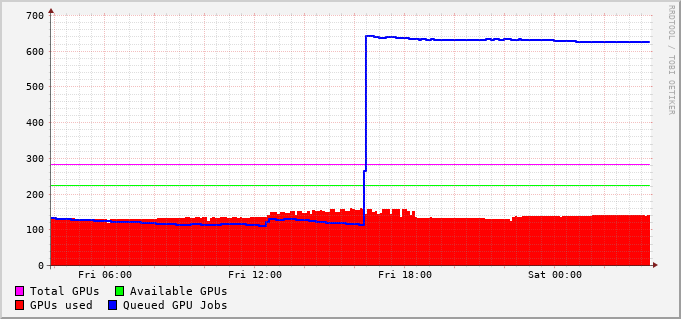 700
600
500
400
300
200
100
0
Fri 06:00 Fri 12:00 Fri 18:00 Sat 00:00
Total GPUs Available GPUs
GPUs used Queued GPU Jobs
RRDTOOL / TOBI OETIKER